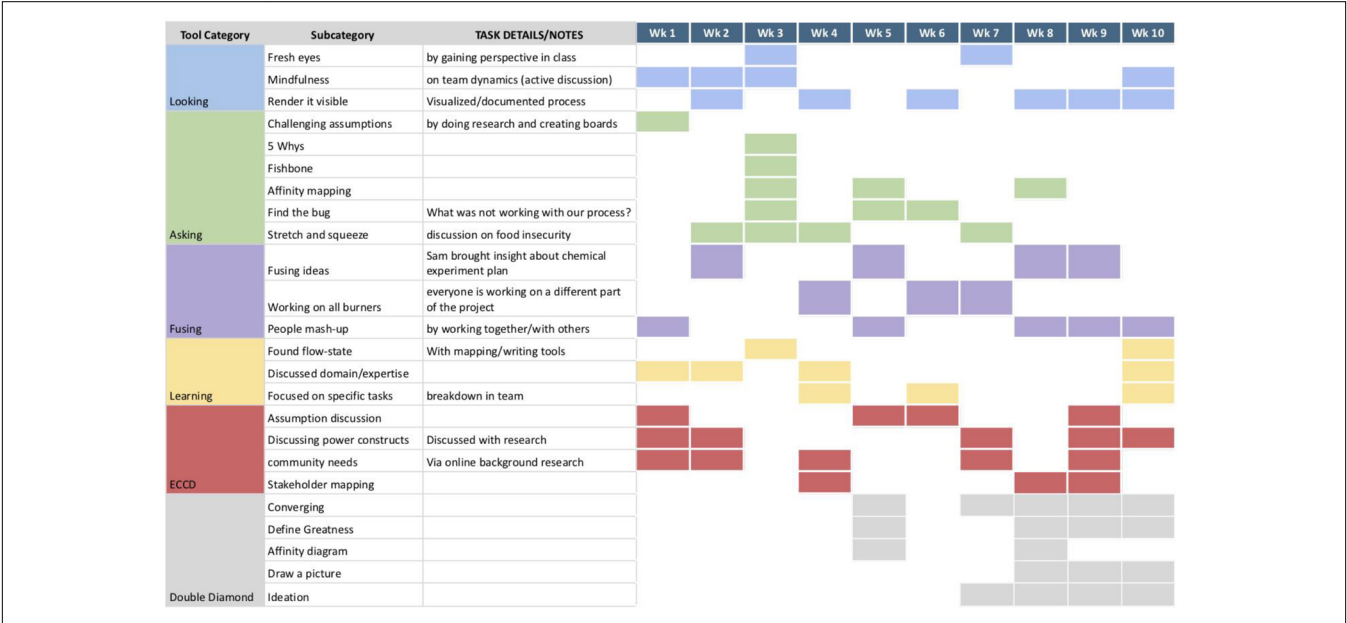 Tool Category Subcategory TASK DETAILS/NOTES Wk 1 Wk 2 Wk 3 Wk 4 Wk 5 Wk 6 Wk 7 Wk 8 Wk 9 Wk 10
Fresh eyes by gaining perspective in class
Mindfulness on team dynamics (active discussion)
Looking Render it visible Visualized/documented process
Challenging assumptions by doing research and creating boards
5 Whys
Fishbone
Affinity mapping
Find the bug What was not working with our process?
Asking Stretch and squeeze discussion on food insecurity
Sam brought insight about chemical
Fusing ideas experiment plan
everyone is working on a different part
Working on all burners of the project
Fusing People mash-up by working together/with others
Found flow-state With mapping/writing tools
Discussed domain/expertise
Learning Focused on specific tasks breakdown in team
Assumption discussion
Discussing power constructs Discussed with research
community needs Via online background research
ECCD Stakeholder mapping
Converging
Define Greatness
Affinity diagram
Draw a picture
Double Diamond Ideation